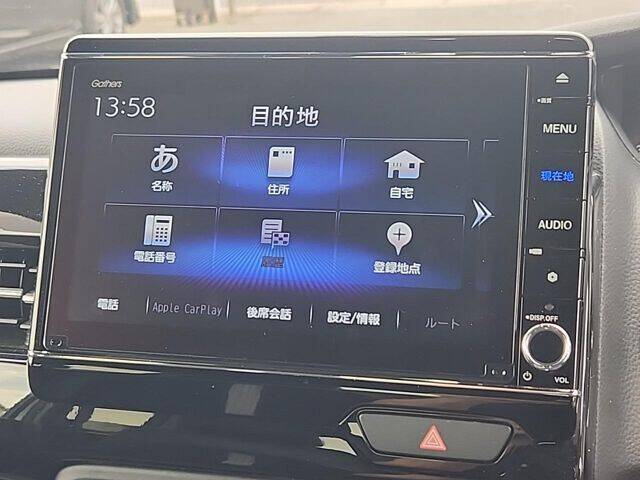 Gathers
13:58
目的地
あ
名称
住所
自宅
電話番号
登録地点
電話
Apple CarPlay
後席会話
設定/情報
ルート
画質
MENU
現在地
AUDIO
DISP.OFF
VOL